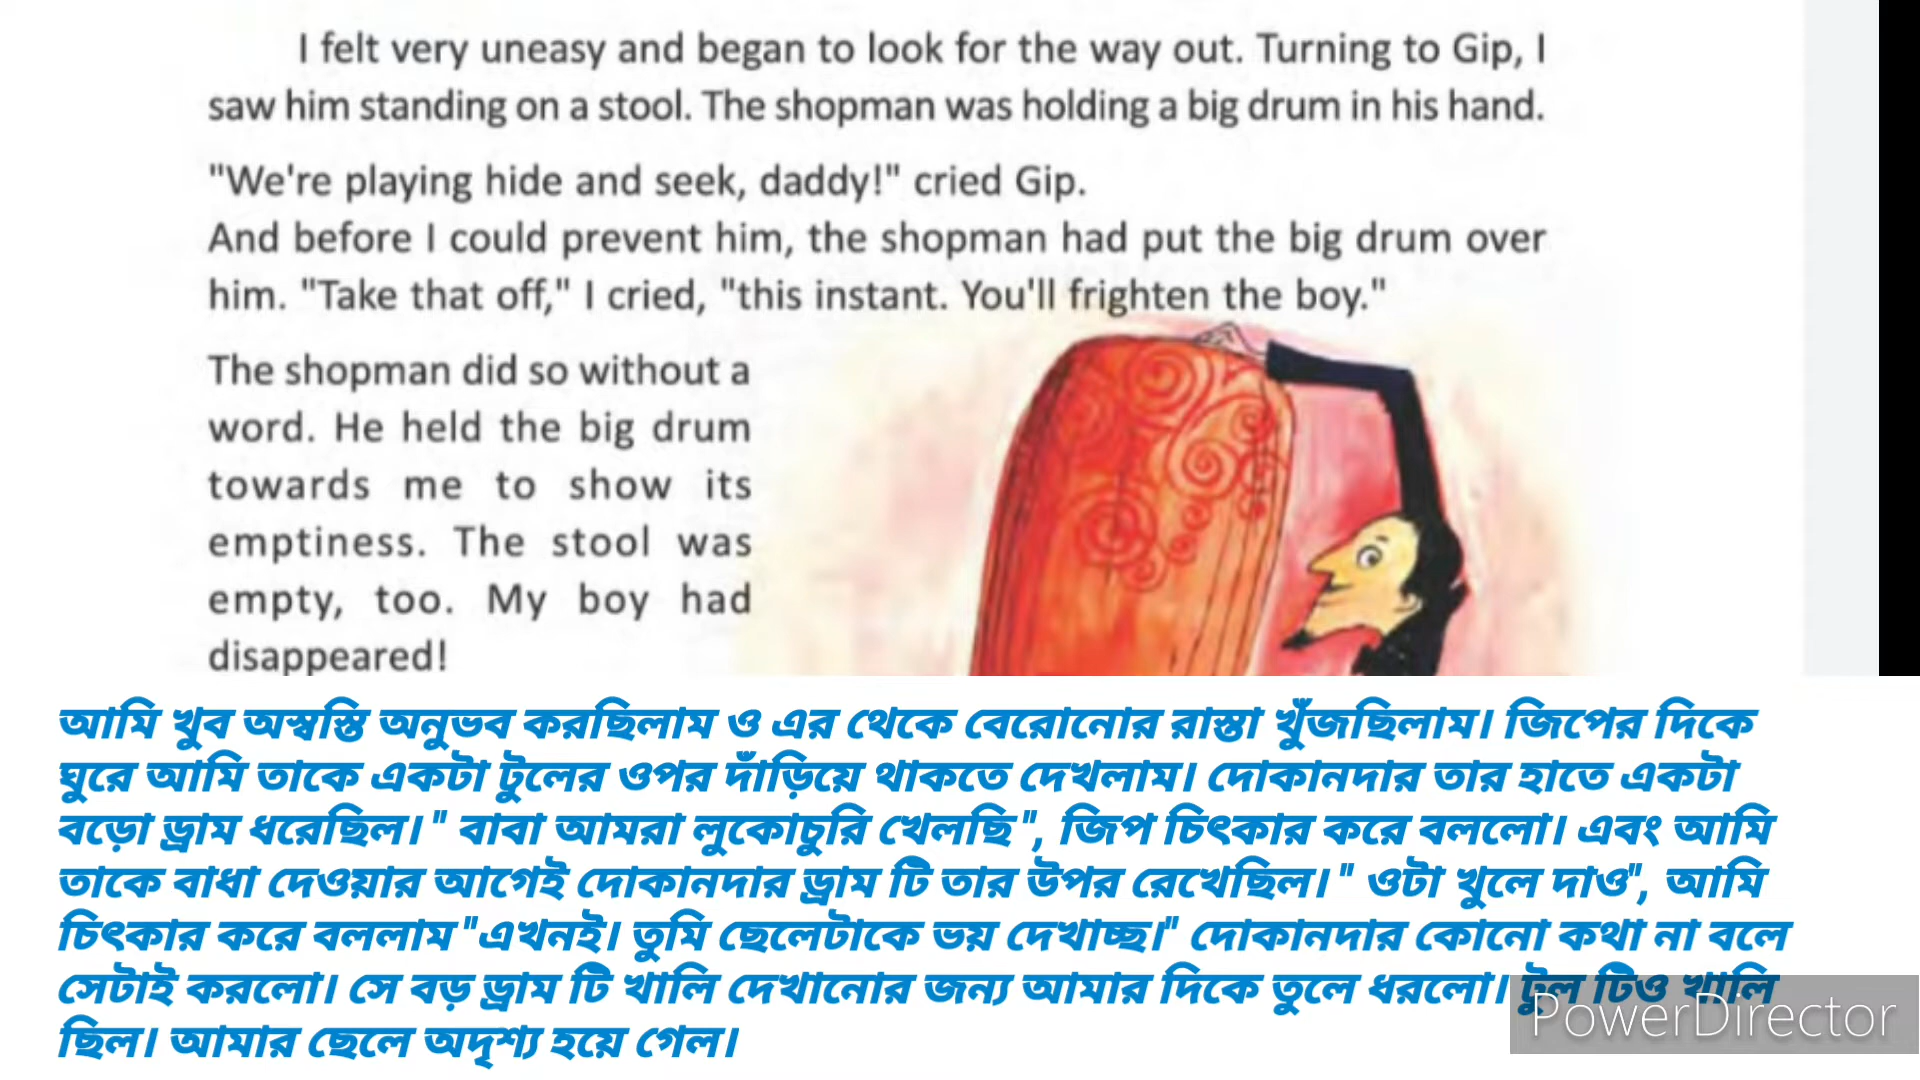 I felt very uneasy and began to look for the way out. Turning to Gip, I
saw him standing on a stool. The shopman was holding a big drum in his hand.
"We're playing hide and seek, daddy!" cried Gip.
And before I could prevent him, the shopman had put the big drum over
him. "Take that off," I cried, "this instant. You'll frighten the boy."
The shopman did so without a
word. He held the big drum
towards me to show its
emptiness. The stool was
empty, too. My boy had
disappeared!
আমি খুব অস্বস্তি অনুভব করছিলাম ও এর থেকে বেরোনোর রাস্তা খুঁজছিলাম। জিপের দিকে
ঘুরে আমি তাকে একটা টুলের ওপর দাঁড়িয়ে থাকতে দেখলাম। দোকানদার তার হাতে একটা
বড়ো ড্রাম ধরেছিল। " বাবা আমরা লুকোচুরি খেলছি", জিপ চিৎকার করে বললো। এবং আমি
তাকে বাধা দেওয়ার আগেই দোকানদার ড্রাম টি তার উপর রেখেছিল। " ওটা খুলে দাও", আমি
চিৎকার করে বললাম "এখনই। তুমি ছেলেটাকে ভয় দেখাচ্ছ।" দোকানদার কোনো কথা না বলে
সেটাই করলো। সে বড় ড্রাম টি খালি দেখানোর জন্য আমার দিকে তুলে ধরলো। টুল টিও খালি
ছিল। আমার ছেলে অদৃশ্য হয়ে গেল।
PowerDirector